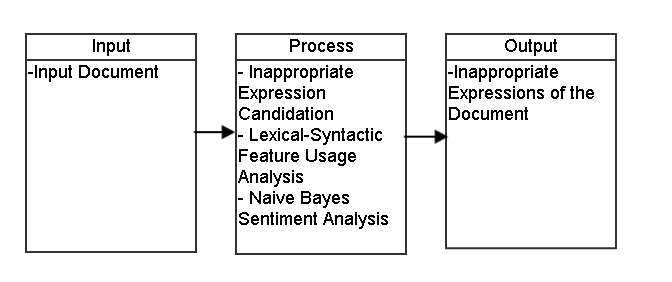 Input
-Input Document
Process
- Inappropriate
Expression
Candidation
- Lexical-Syntactic
Feature Usage
Analysis
- Naive Bayes
Sentiment Analysis
Output
-Inappropriate
Expressions of the
Document